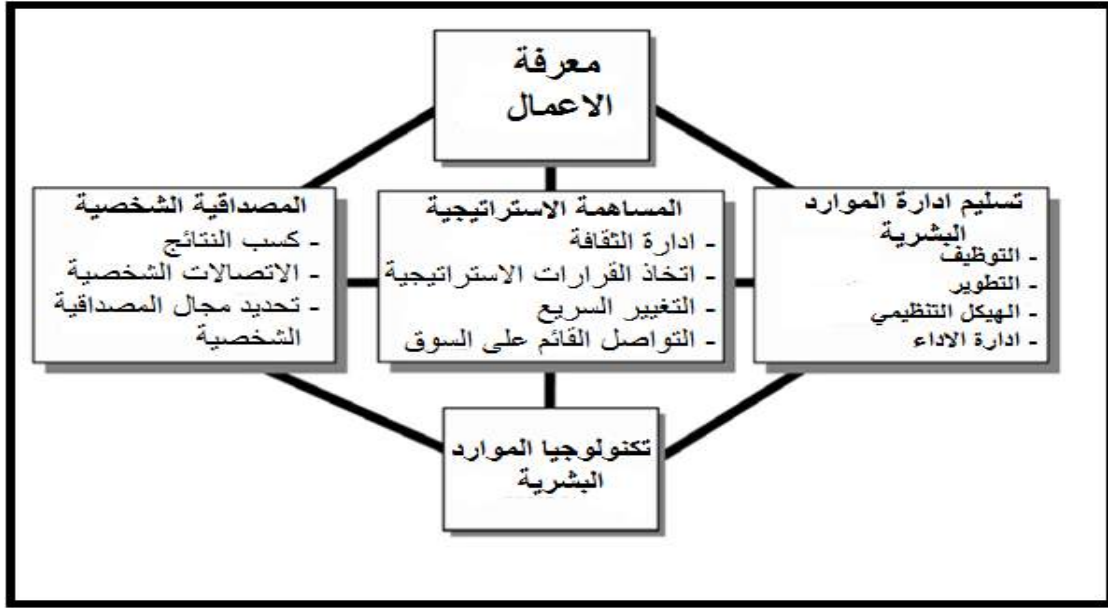 معرفة
الاعمال
تسليم ادارة الموارد
البشرية
- التوظيف
- التطوير
- الهيكل التنظيمي
- ادارة الاداء
المساهمة الاستراتيجية
- ادارة الثقافة
- اتخاذ القرارات الاستراتيجية
- التغيير السريع
- التواصل القائم على السوق
المصداقية الشخصية
- كسب النتائج
- الاتصالات الشخصية
- تحديد مجال المصداقية
الشخصية
تكنولوجيا الموارد
البشرية